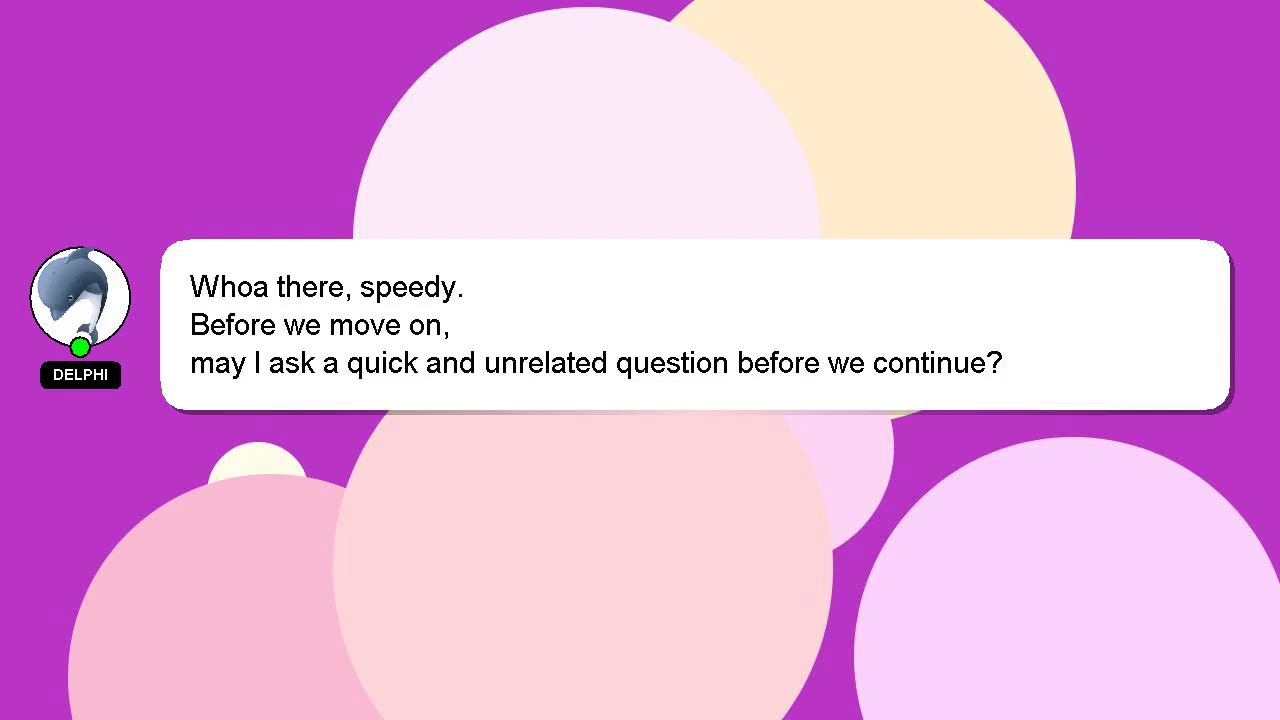 Whoa there, speedy.
Before we move on,
may I ask a quick and unrelated question before we continue?
DELPHI